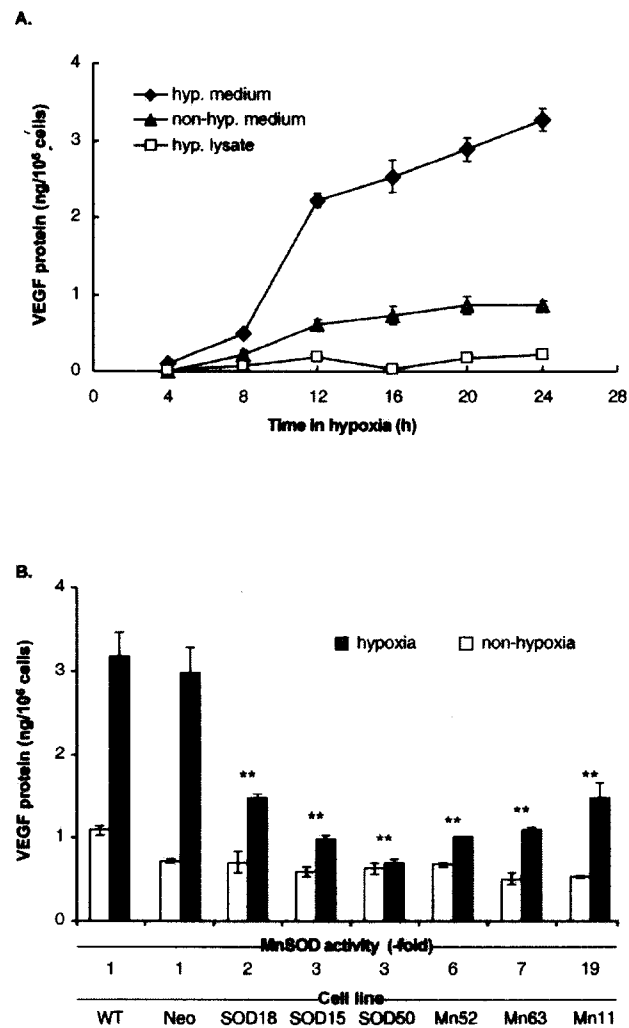 A.
4
hyp. medium
non-hyp. medium
hyp. lysate
3
2
1
0
VEGF protein (ng/10⁶ cells)
0 4 8 12 16 20 24 28
Time in hypoxia (h)
B.
4
hypoxia non-hypoxia
3
2
1
0
VEGF protein (ng/10⁶ cells)
** ** ** ** ** **
MnSOD activity (-fold)
1 1 2 3 3 6 7 19
Cell line
WT Neo SOD18 SOD15 SOD50 Mn52 Mn63 Mn11